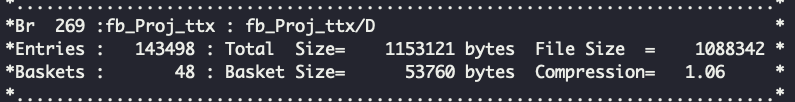 *............................................................................*
*Br  269 :fb_Proj_ttx : fb_Proj_ttx/D                                        *
*Entries :   143498 : Total  Size=    1153121 bytes  File Size  =    1088342 *
*Baskets :       48 : Basket Size=      53760 bytes  Compression=   1.06     *
*............................................................................*